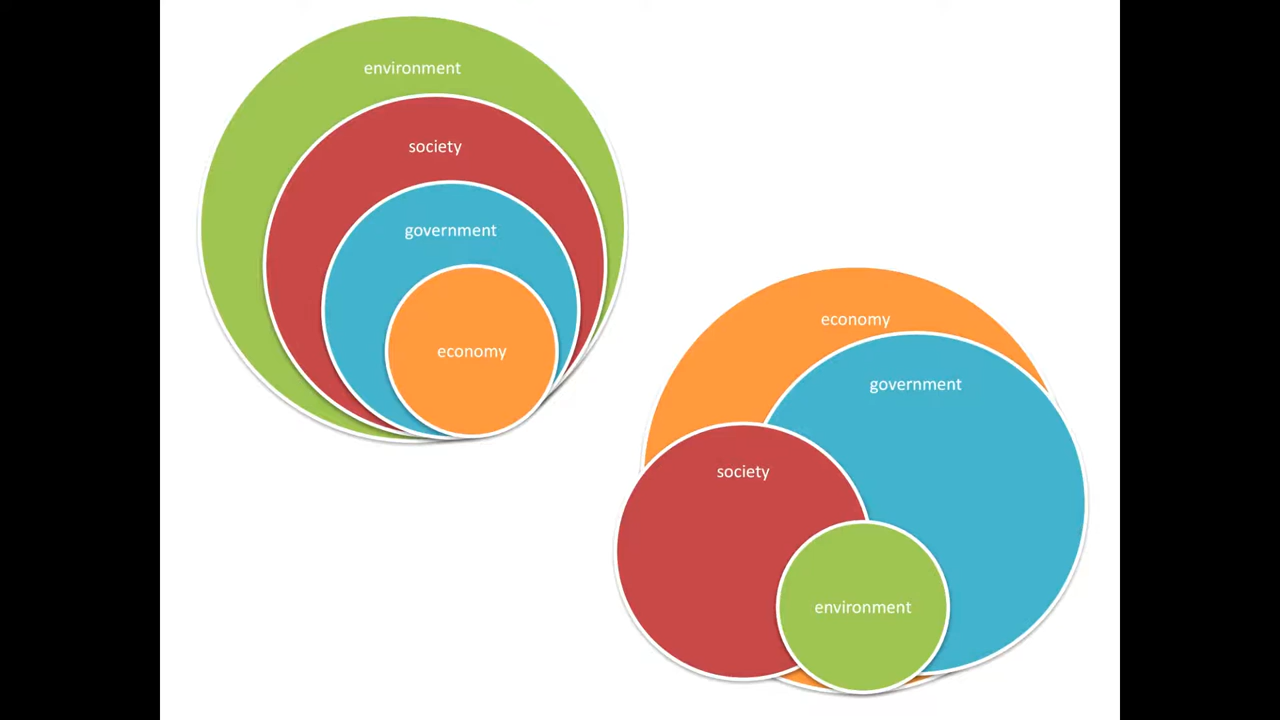 environment
society
government
economy
economy
government
society
environment